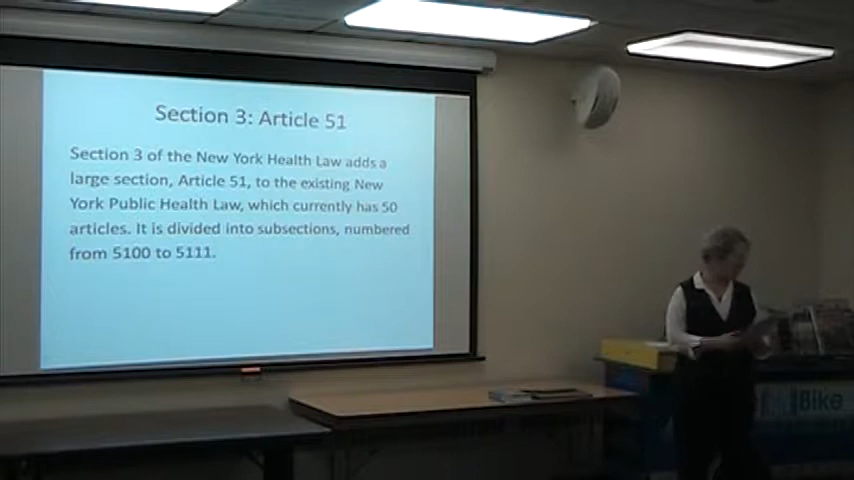 Section 3: Article 51
Section 3 of the New York Health Law adds a
large section, Article 51, to the existing New
York Public Health Law, which currently has 50
articles. It is divided into subsections, numbered
from 5100 to 5111.
Bike